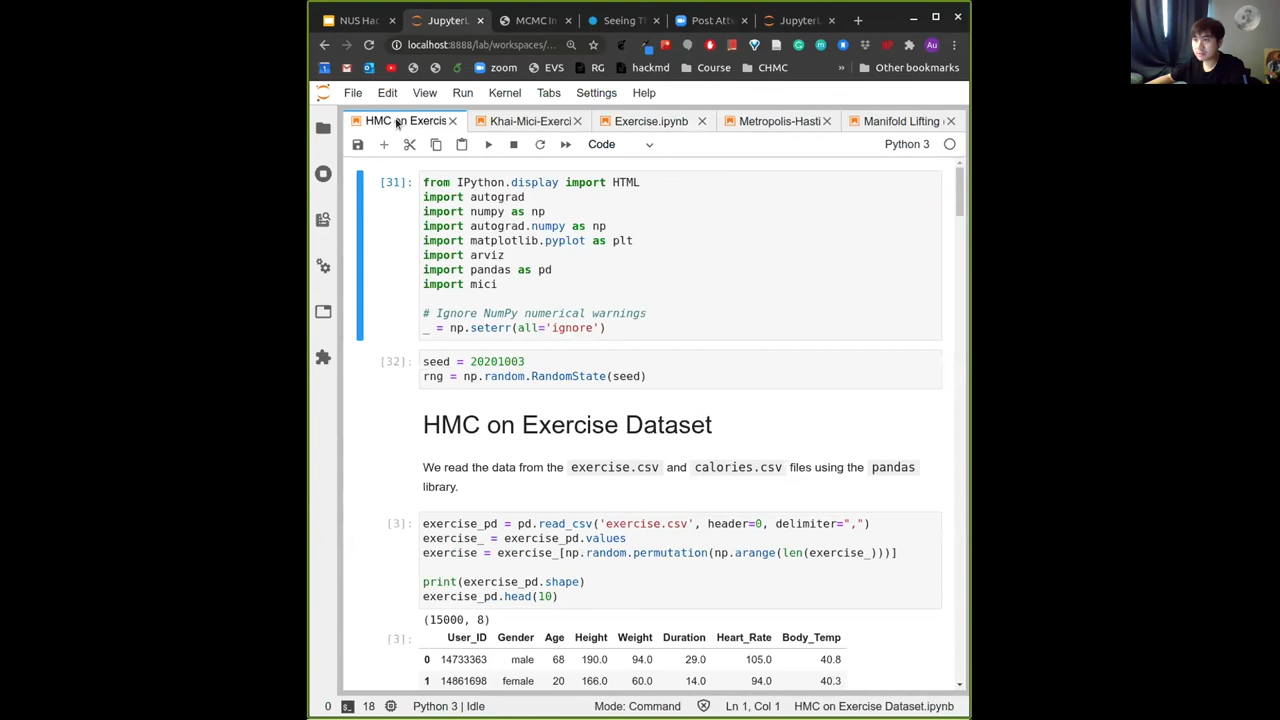 NUS Hac
JupyterL
MCMC In
Seeing Th
Post Atte
JupyterL
localhost:8888/lab/workspaces/...
zoom
EVS
RG
hackmd
Course
CHMC
»
Other bookmarks
File Edit View Run Kernel Tabs Settings Help
HMC on Exercis
Khai-Mici-Exerci
Exercise.ipynb
Metropolis-Hasti
Manifold Lifting
Code
Python 3
[31]:
from IPython.display import HTML
import autograd
import numpy as np
import autograd.numpy as np
import matplotlib.pyplot as plt
import arviz
import pandas as pd
import mici
# Ignore NumPy numerical warnings
_ = np.seterr(all='ignore')
[32]:
seed = 20201003
rng = np.random.RandomState(seed)
HMC on Exercise Dataset
We read the data from the exercise.csv and calories.csv files using the pandas
library.
[3]:
exercise_pd = pd.read_csv('exercise.csv', header=0, delimiter=",")
exercise_ = exercise_pd.values
exercise = exercise_[np.random.permutation(np.arange(len(exercise_)))]
print(exercise_pd.shape)
exercise_pd.head(10)
(15000, 8)
[3]:
User_ID Gender Age Height Weight Duration Heart_Rate Body_Temp
0 14733363 male 68 190.0 94.0 29.0 105.0 40.8
1 14861698 female 20 166.0 60.0 14.0 94.0 40.3
0 18 Python 3 | Idle Mode: Command Ln 1, Col 1 HMC on Exercise Dataset.ipynb